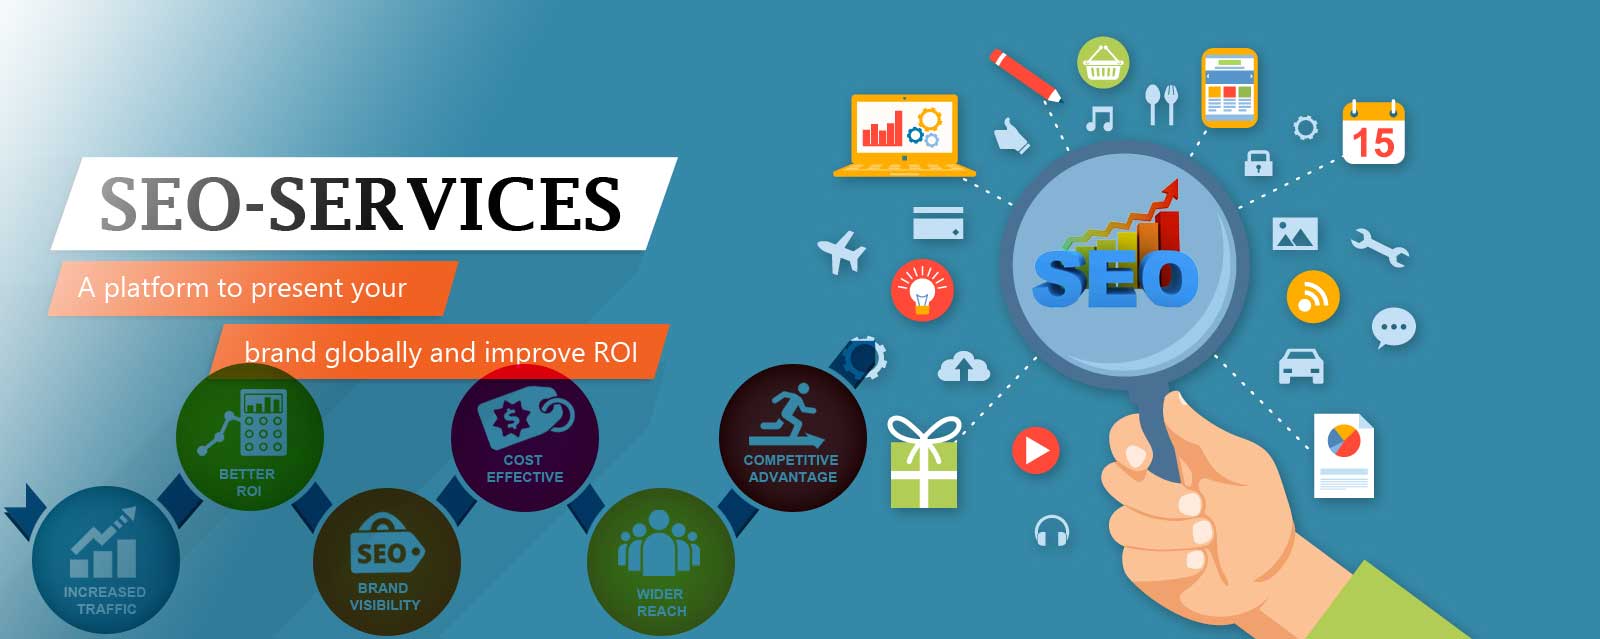 SEO-SERVICES
A platform to present your
brand globally and improve ROI
INCREASED
TRAFFIC
BETTER
ROI
SEO
BRAND
VISIBILITY
$
COST
EFFECTIVE
WIDER
REACH
COMPETITIVE
ADVANTAGE
SEO
15